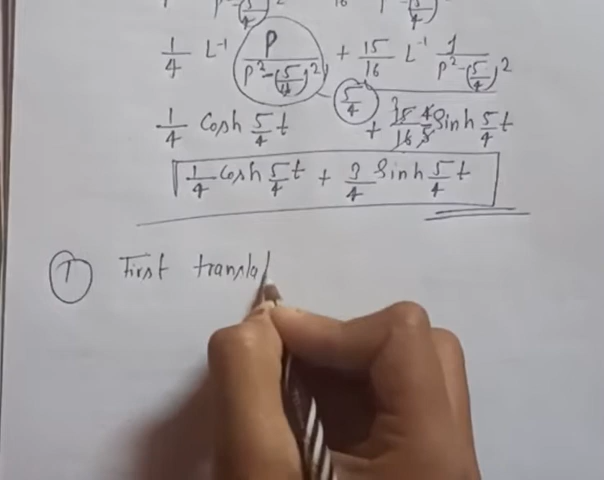 1/4 L⁻¹ P/(P²-(5/4)²) + 15/16 L⁻¹ 1/(P²-(5/4)²)
5/4
1/4 Cosh 5/4 t + 15/16 4/5 Sinh 5/4 t
1/4 Cosh 5/4 t + 3/4 Sinh 5/4 t
① First transla